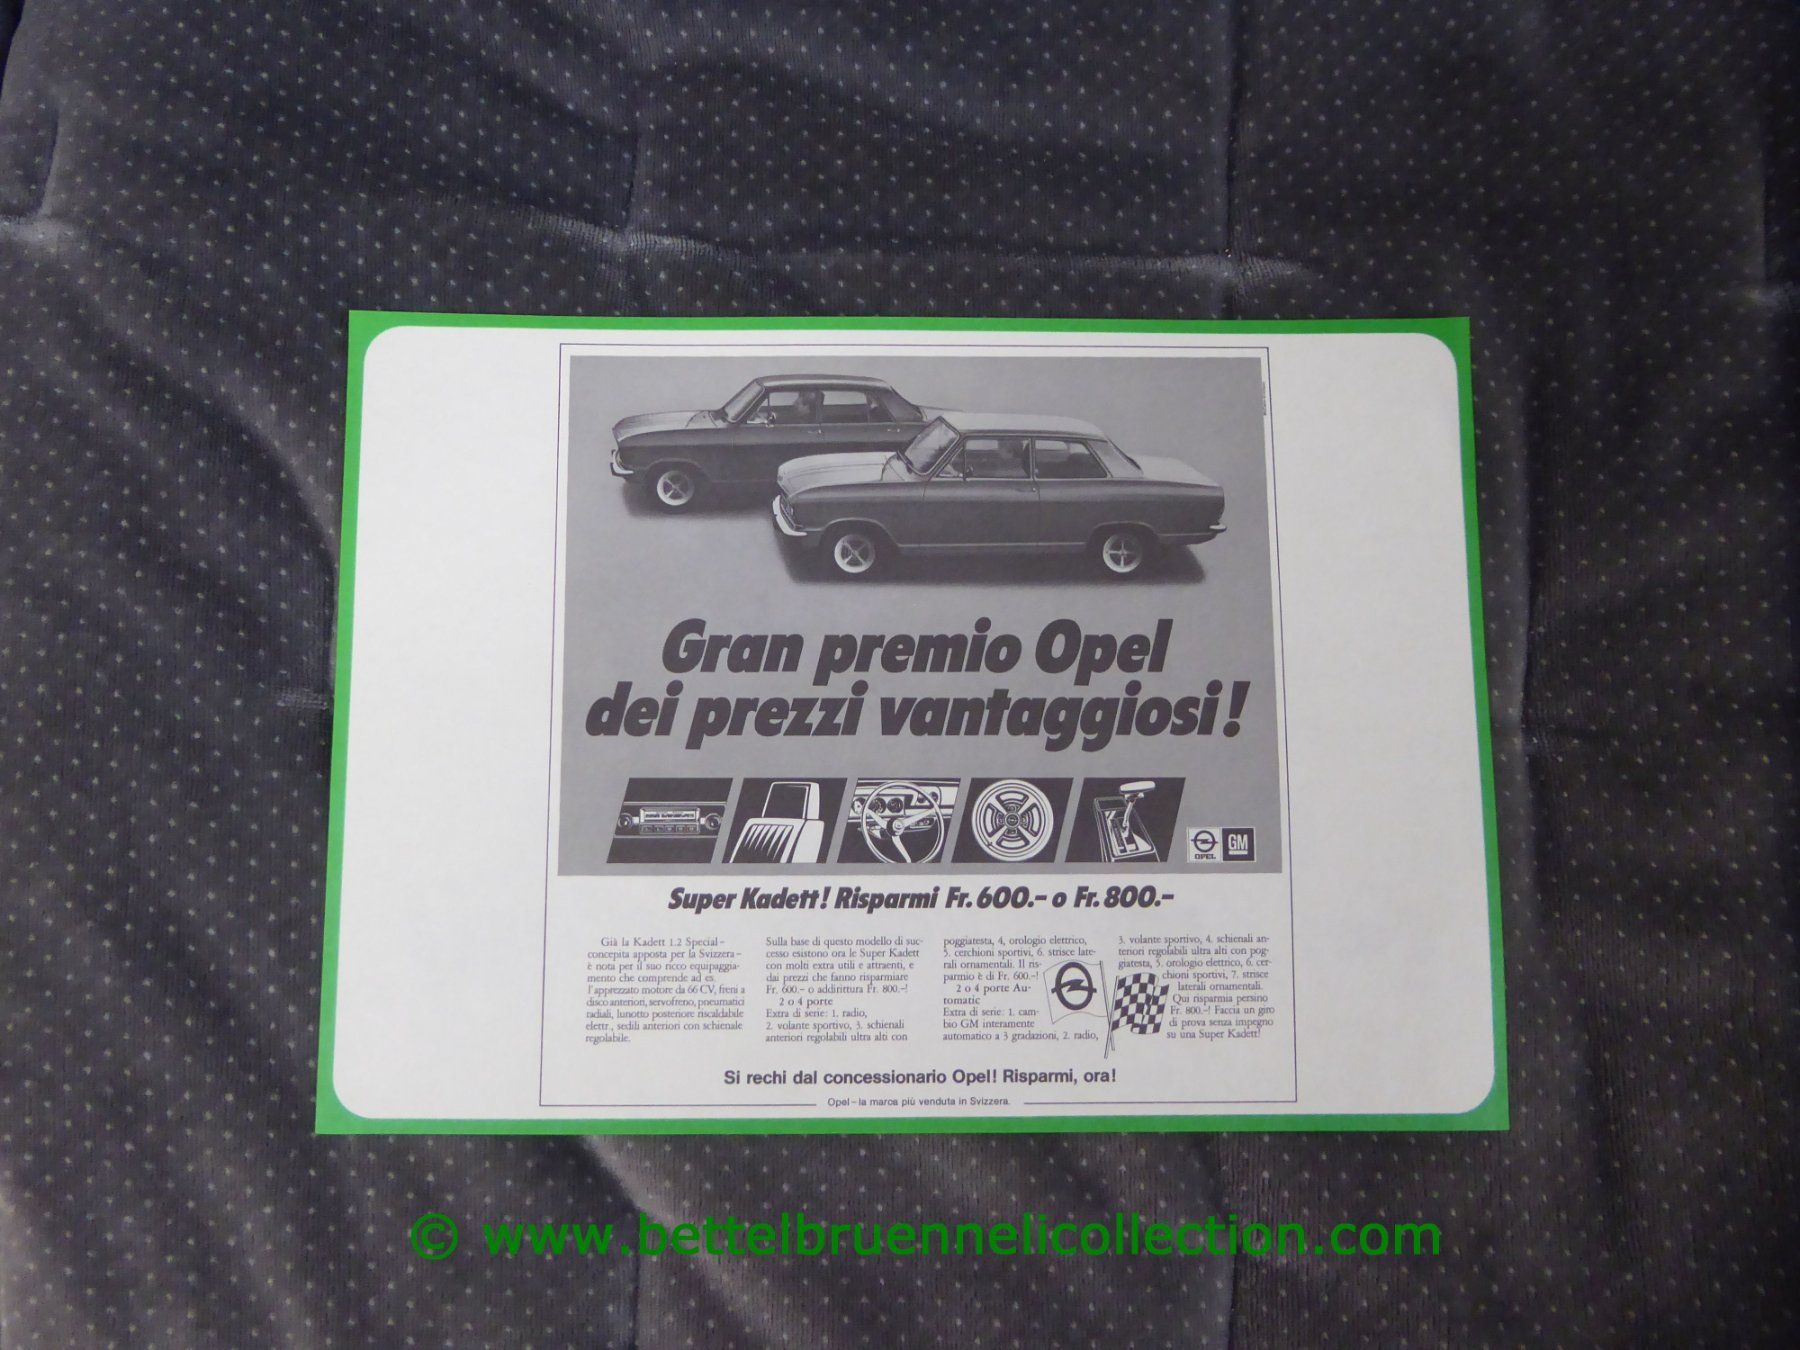 Gran premio Opel
dei prezzi vantaggiosi!
OPEL
GM
Super Kadett! Risparmi Fr. 600.- o Fr. 800.-
Già la Kadett 1.2 Special -
concepita apposta per la Svizzera -
è nota per il suo ricco equipaggia-
mento che comprende ad es.
l'apprezzato motore da 66 CV, freni a
disco anteriori, servofreno, pneumatici
radiali, lunotto posteriore riscaldabile
elettr., sedili anteriori con schienale
regolabile.
Sulla base di questo modello di suc-
cesso esistono ora le Super Kadett
con molti extra utili e attraenti, e
dai prezzi che fanno risparmiare
Fr. 600.- o addirittura Fr. 800.-!
2 o 4 porte
Extra di serie: 1. radio,
2. volante sportivo, 3. schienali
anteriori regolabili ultra alti con
poggiatesta, 4, orologio elettrico,
5. cerchioni sportivi, 6. strisce late-
rali ornamentali. Il ris-
parmio è di Fr. 600.-!
2 o 4 porte Au-
tomatic
Extra di serie: 1. cam-
bio GM interamente
automatico a 3 gradazioni, 2. radio,
3. volante sportivo, 4. schienali an-
teriori regolabili ultra alti con pog-
giatesta, 5. orologio elettrico, 6. cer-
chioni sportivi, 7. strisce
laterali ornamentali.
Qui risparmia persino
Fr. 800.-! Faccia un giro
di prova senza impegno
su una Super Kadett!
Si rechi dal concessionario Opel! Risparmi, ora!
Opel - la marca più venduta in Svizzera.
© www.bettelbruennelicollection.com